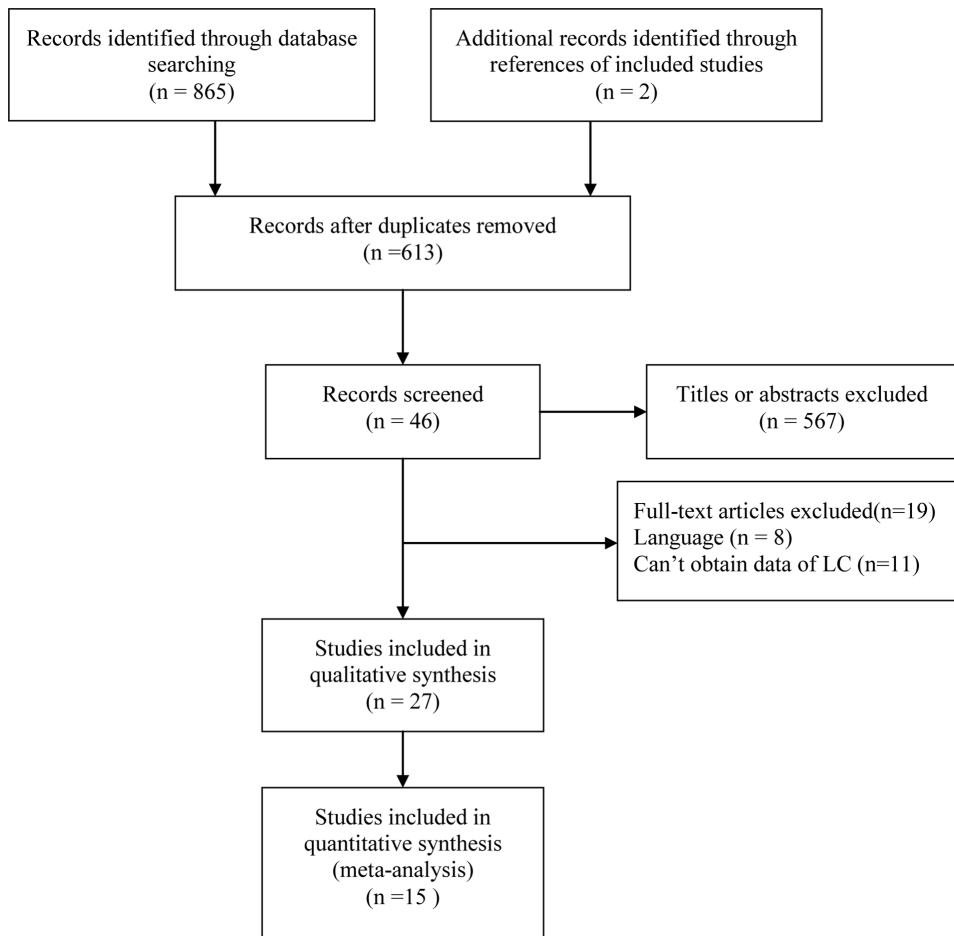 Records identified through database
searching
(n = 865)
Additional records identified through
references of included studies
(n = 2)
Records after duplicates removed
(n =613)
Records screened
(n = 46)
Titles or abstracts excluded
(n = 567)
Full-text articles excluded(n=19)
Language (n = 8)
Can’t obtain data of LC (n=11)
Studies included in
qualitative synthesis
(n = 27)
Studies included in
quantitative synthesis
(meta-analysis)
(n =15 )